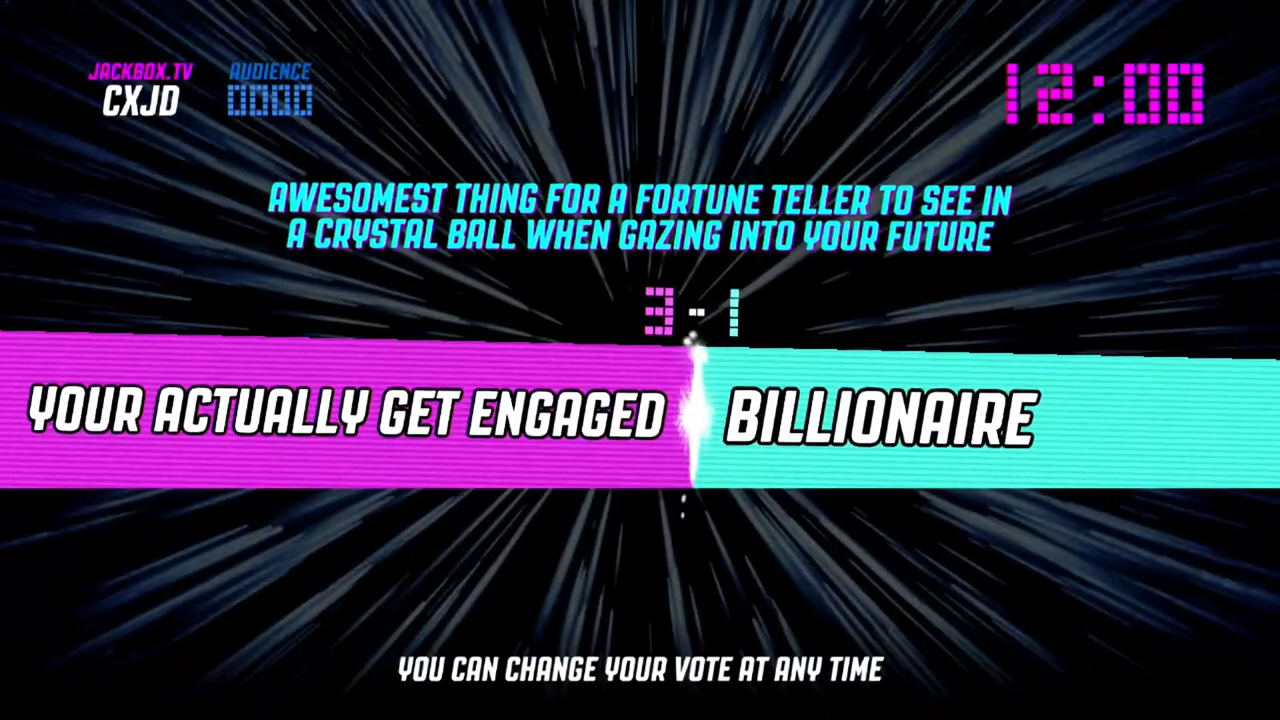 JACKBOX.TV
CXJD
AUDIENCE
0000
12:00
AWESOMEST THING FOR A FORTUNE TELLER TO SEE IN
A CRYSTAL BALL WHEN GAZING INTO YOUR FUTURE
3-1
YOUR ACTUALLY GET ENGAGED
BILLIONAIRE
YOU CAN CHANGE YOUR VOTE AT ANY TIME